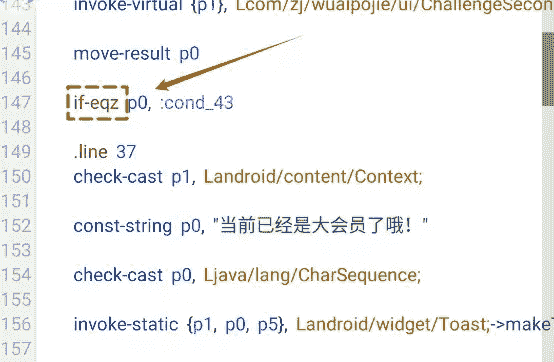 143 invoke-virtual {p1}, Lcom/zj/wuaipojie/ui/ChallengeSecon
144
145 move-result p0
146
147 if-eqz p0, :cond_43
148
149 .line 37
150 check-cast p1, Landroid/content/Context;
151
152 const-string p0, "当前已经是大会员了哦！"
153
154 check-cast p0, Ljava/lang/CharSequence;
155
156 invoke-static {p1, p0, p5}, Landroid/widget/Toast;->makeT
157